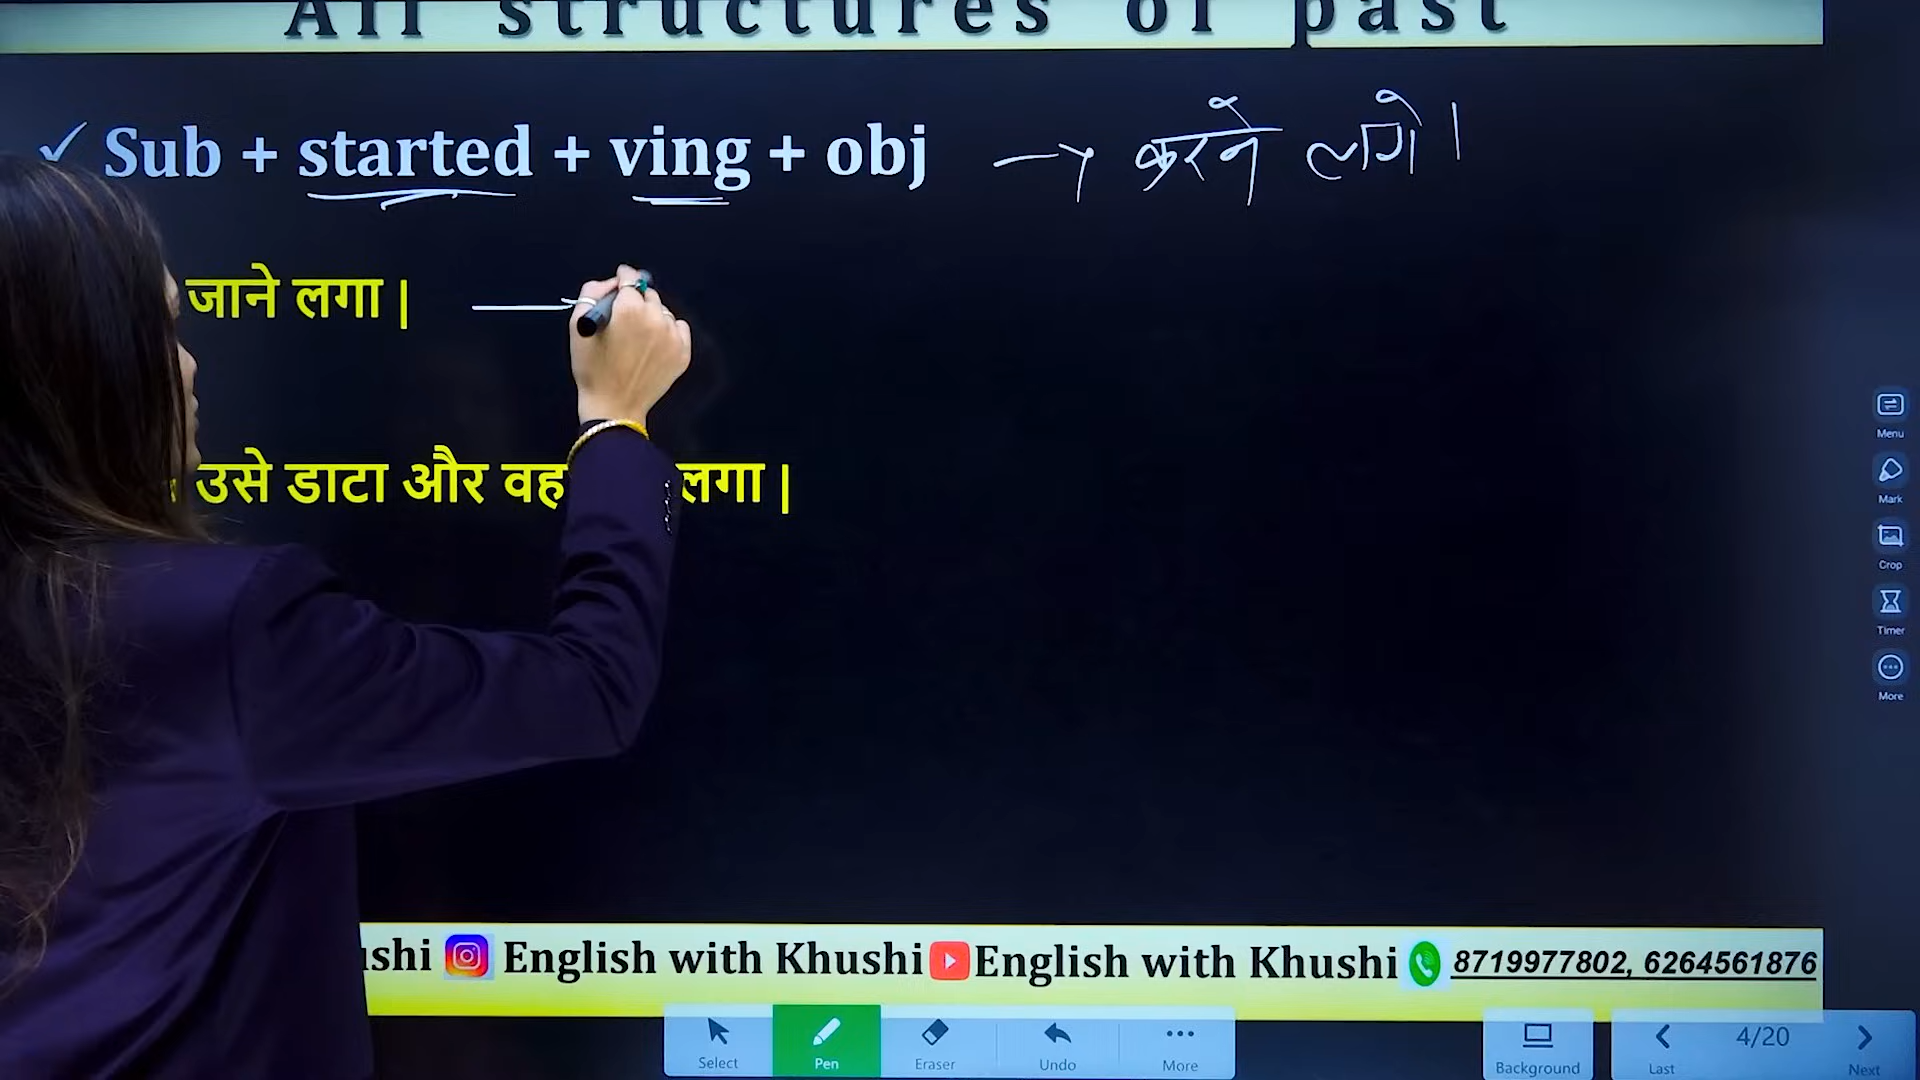 All structures of past
✓ Sub + started + ving + obj → करने लगे।
जाने लगा |
उसे डाटा और वह लगा |
English with Khushi English with Khushi 8719977802, 6264561876
Menu
Mark
Crop
Timer
More
Select Pen Eraser Undo More Background Last 4/20 Next